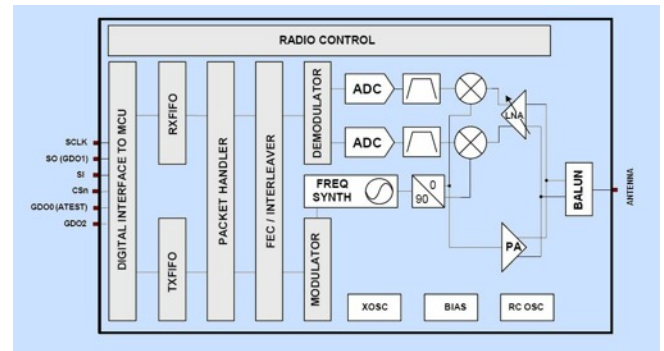 RADIO CONTROL
SCLK
SO (GDO1)
SI
CSn
GDO0 (ATEST)
GDO2
DIGITAL INTERFACE TO MCU
RXFIFO
TXFIFO
PACKET HANDLER
FEC / INTERLEAVER
DEMODULATOR
MODULATOR
ADC
ADC
FREQ
SYNTH
0
90
LNA
PA
BALUN
ANTENNA
XOSC
BIAS
RC OSC